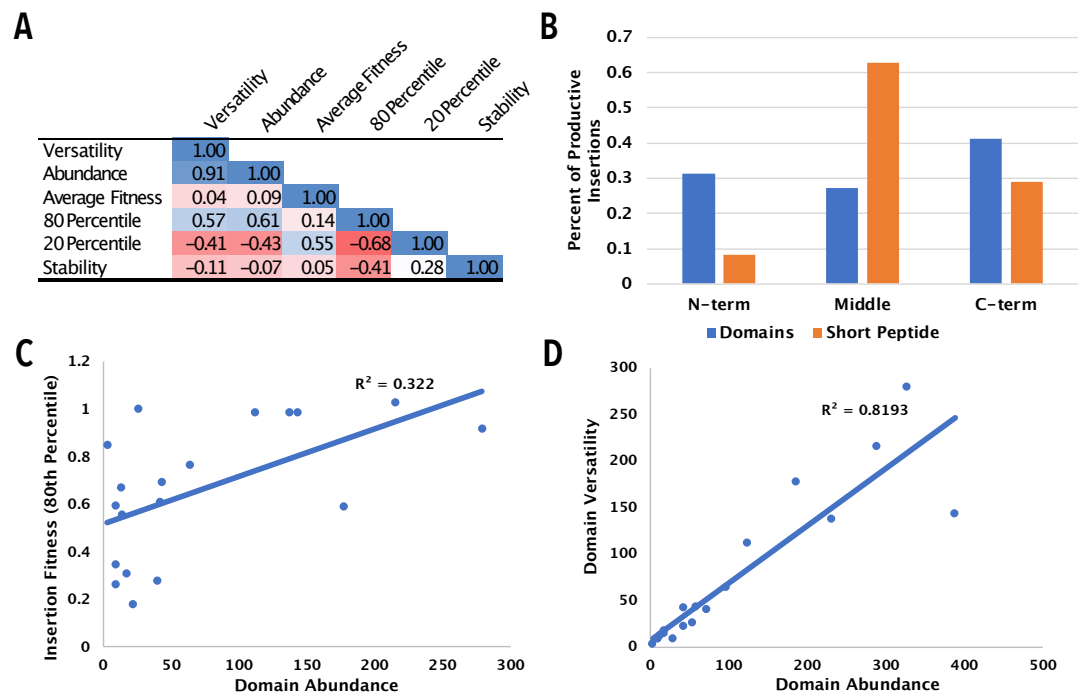 A
Versatility
Abundance
Average Fitness
80 Percentile
20 Percentile
Stability
Versatility 1.00
Abundance 0.91 1.00
Average Fitness 0.04 0.09 1.00
80 Percentile 0.57 0.61 0.14 1.00
20 Percentile −0.41 −0.43 0.55 −0.68 1.00
Stability −0.11 −0.07 0.05 −0.41 0.28 1.00
B
Percent of Productive
Insertions
0.7
0.6
0.5
0.4
0.3
0.2
0.1
0
N-term Middle C-term
Domains Short Peptide
C
Insertion Fitness (80th Percentile)
1.2
1
0.8
0.6
0.4
0.2
0
R² = 0.322
0 50 100 150 200 250 300
Domain Abundance
D
Domain Versatility
300
250
200
150
100
50
0
R² = 0.8193
0 100 200 300 400 500
Domain Abundance